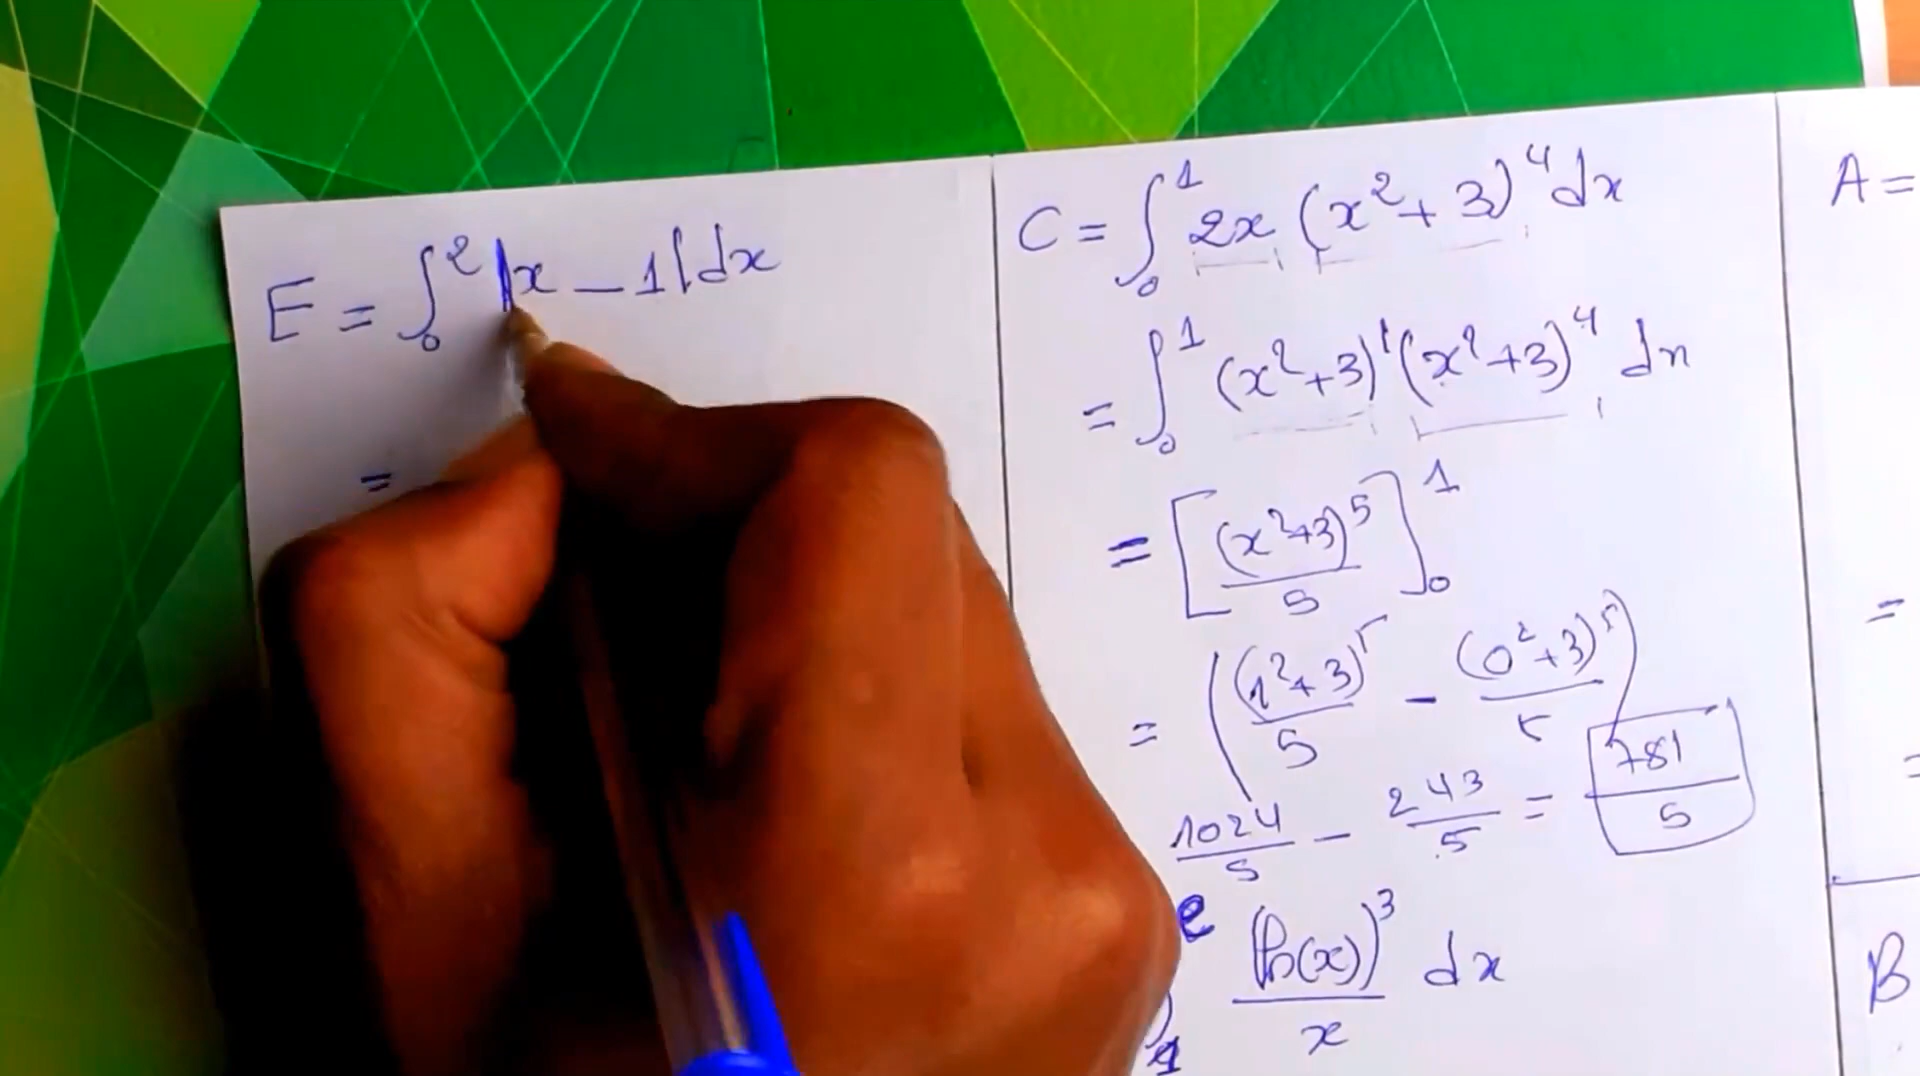 E = ∫₀² |x - 1| dx
=
C = ∫₀¹ 2x (x² + 3)⁴ dx
= ∫₀¹ (x² + 3)' (x² + 3)⁴ dx
= [(x² + 3)⁵ / 5]₀¹
= ((1² + 3)⁵ / 5 - (0² + 3)⁵ / 5)
1024/5 - 243/5 = 781/5
∫₁ᵉ (ln(x))³ / x dx
A =
=
=
B